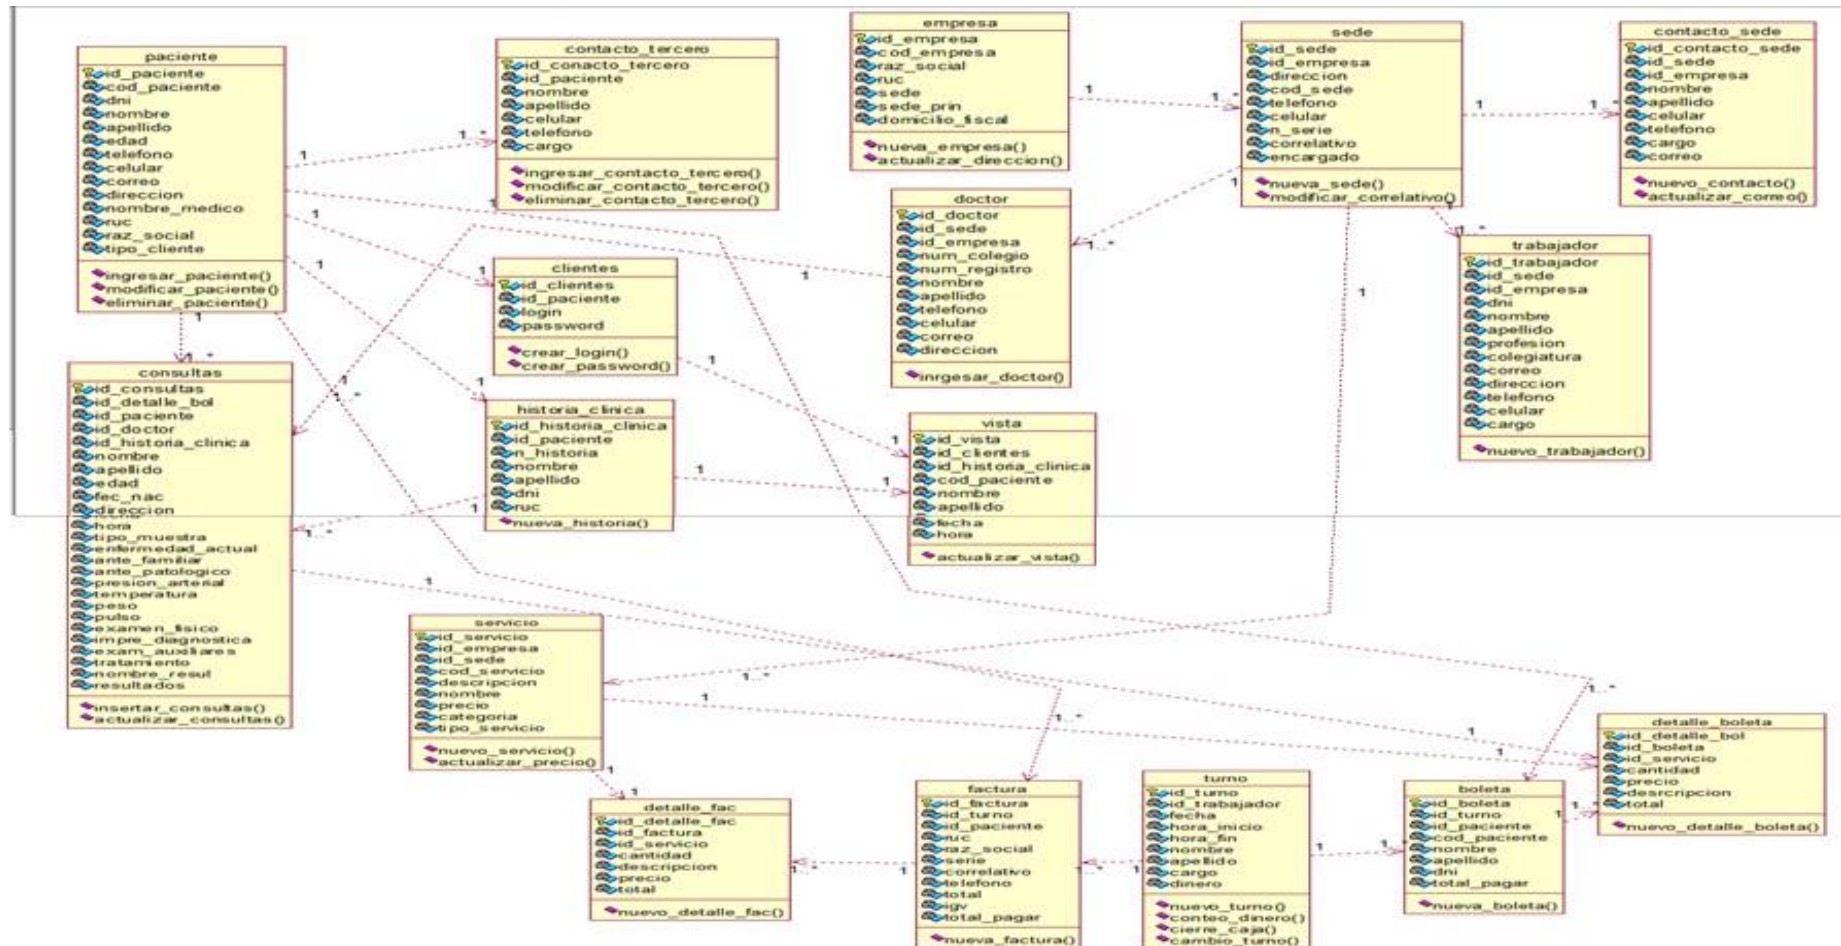 paciente
id_paciente
cod_paciente
dni
nombre
apellido
edad
telefono
celular
correo
direccion
nombre_medico
ruc
raz_social
tipo_cliente
ingresar_paciente()
modificar_paciente()
eliminar_paciente()
contacto_tercero
id_conacto_tercero
id_paciente
nombre
apellido
celular
telefono
cargo
ingresar_contacto_tercero()
modificar_contacto_tercero()
eliminar_contacto_tercero()
empresa
id_empresa
cod_empresa
raz_social
ruc
sede
sede_prin
domicilio_fiscal
nueva_empresa()
actualizar_direccion()
sede
id_sede
id_empresa
direccion
cod_sede
telefono
celular
n_serie
correlativo
encargado
nueva_sede()
modificar_correlativo()
contacto_sede
id_contacto_sede
id_sede
id_empresa
nombre
apellido
celular
telefono
cargo
correo
nuevo_contacto()
actualizar_correo()
doctor
id_doctor
id_sede
id_empresa
num_colegio
num_registro
nombre
apellido
telefono
celular
correo
direccion
inrgesar_doctor()
trabajador
id_trabajador
id_sede
id_empresa
dni
nombre
apellido
profesion
colegiatura
correo
direccion
telefono
celular
cargo
nuevo_trabajador()
clientes
id_clientes
id_paciente
login
password
crear_login()
crear_password()
consultas
id_consultas
id_detalle_bol
id_paciente
id_doctor
id_historia_clinica
nombre
apellido
edad
fec_nac
direccion
hora
tipo_muestra
enfermedad_actual
ante_familiar
ante_patologico
presion_arterial
temperatura
peso
pulso
examen_fisico
impre_diagnostica
exam_auxiliares
tratamiento
nombre_resul
resultados
insertar_consultas()
actualizar_consultas()
historia_clinica
id_historia_clinica
id_paciente
n_historia
nombre
apellido
dni
ruc
nueva_historia()
vista
id_vista
id_clientes
id_historia_clinica
cod_paciente
nombre
apellido
fecha
hora
actualizar_vista()
servicio
id_servicio
id_empresa
id_sede
cod_servicio
descripcion
nombre
precio
categoria
tipo_servicio
nuevo_servicio()
actualizar_precio()
detalle_fac
id_detalle_fac
id_factura
id_servicio
cantidad
descripcion
precio
total
nuevo_detalle_fac()
factura
id_factura
id_turno
id_paciente
ruc
raz_social
serie
correlativo
telefono
total
igv
total_pagar
nueva_factura()
turno
id_turno
id_trabajador
fecha
hora_inicio
hora_fin
nombre
apellido
cargo
dinero
nuevo_turno()
conteo_dinero()
cierre_caja()
cambio_turno()
boleta
id_boleta
id_turno
id_paciente
cod_paciente
nombre
apellido
dni
total_pagar
nueva_boleta()
detalle_boleta
id_detalle_bol
id_boleta
id_servicio
cantidad
precio
desrcripcion
total
nuevo_detalle_boleta()